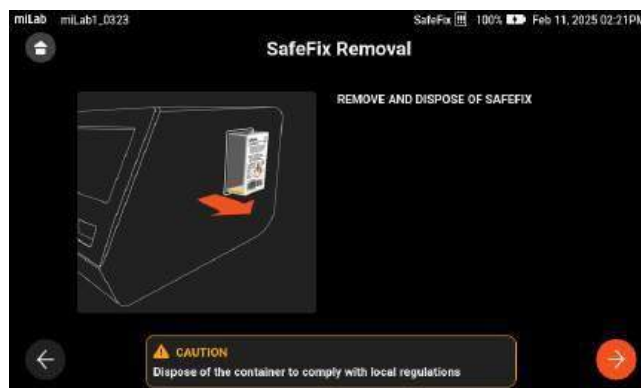 miLab miLab1_0323 SafeFix 100% Feb 11, 2025 02:21PM
SafeFix Removal
REMOVE AND DISPOSE OF SAFEFIX
CAUTION
Dispose of the container to comply with local regulations